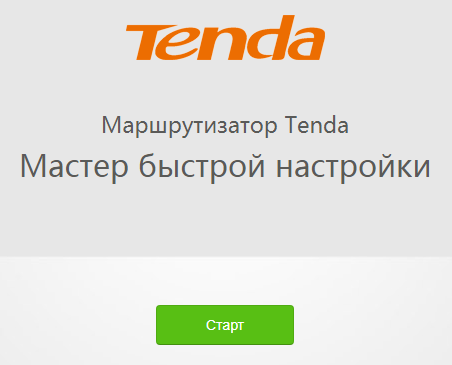 Tenda
Маршрутизатор Tenda
Мастер быстрой настройки
Старт